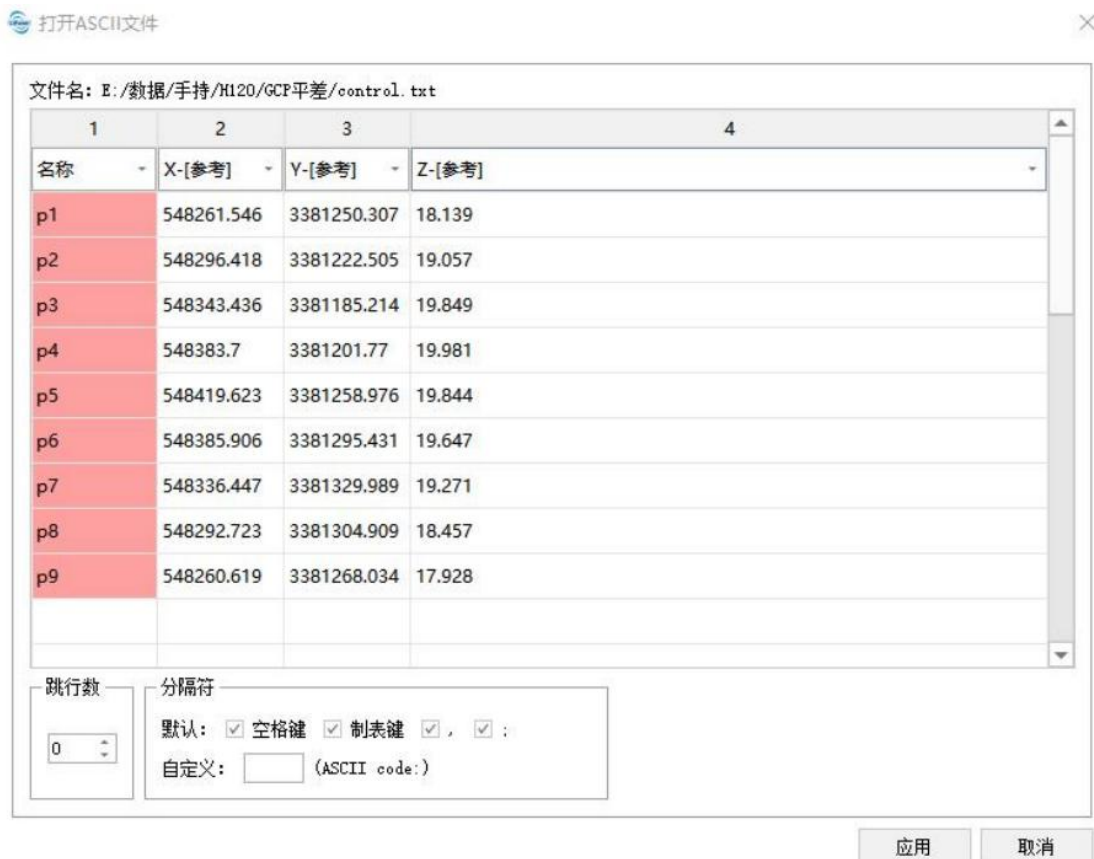 打开ASCII文件
文件名: E:/数据/手持/H120/GCP平差/control.txt
1 2 3 4
名称 X-[参考] Y-[参考] Z-[参考]
p1 548261.546 3381250.307 18.139
p2 548296.418 3381222.505 19.057
p3 548343.436 3381185.214 19.849
p4 548383.7 3381201.77 19.981
p5 548419.623 3381258.976 19.844
p6 548385.906 3381295.431 19.647
p7 548336.447 3381329.989 19.271
p8 548292.723 3381304.909 18.457
p9 548260.619 3381268.034 17.928
跳行数 分隔符
默认: 空格键 制表键 , ;
0
自定义: (ASCII code:)
应用 取消